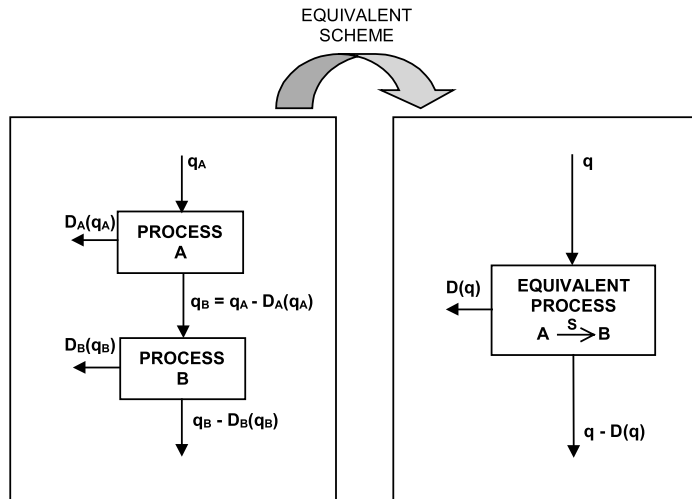 EQUIVALENT
SCHEME
qA
DA(qA)
PROCESS
A
qB = qA - DA(qA)
DB(qB)
PROCESS
B
qB - DB(qB)
q
D(q)
EQUIVALENT
PROCESS
A S→ B
q - D(q)